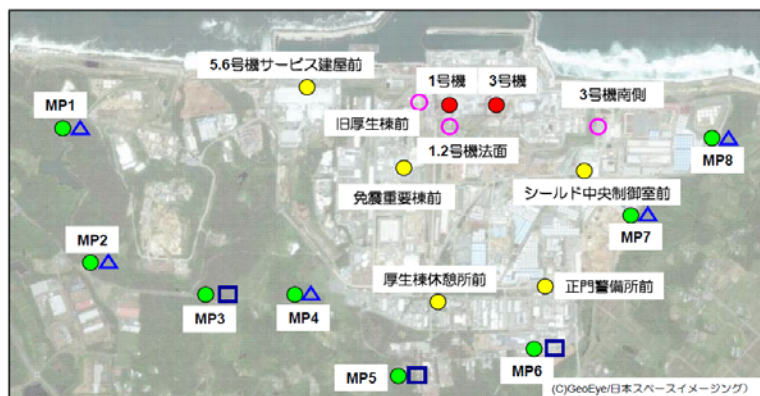 5.6号機サービス建屋前
1号機
3号機
3号機南側
MP1
旧厚生棟前
1.2号機法面
MP8
免震重要棟前
シールド中央制御室前
MP2
MP7
厚生棟休憩所前
正門警備所前
MP3
MP4
MP5
MP6
(C)GeoEye/日本スペースイメージング)